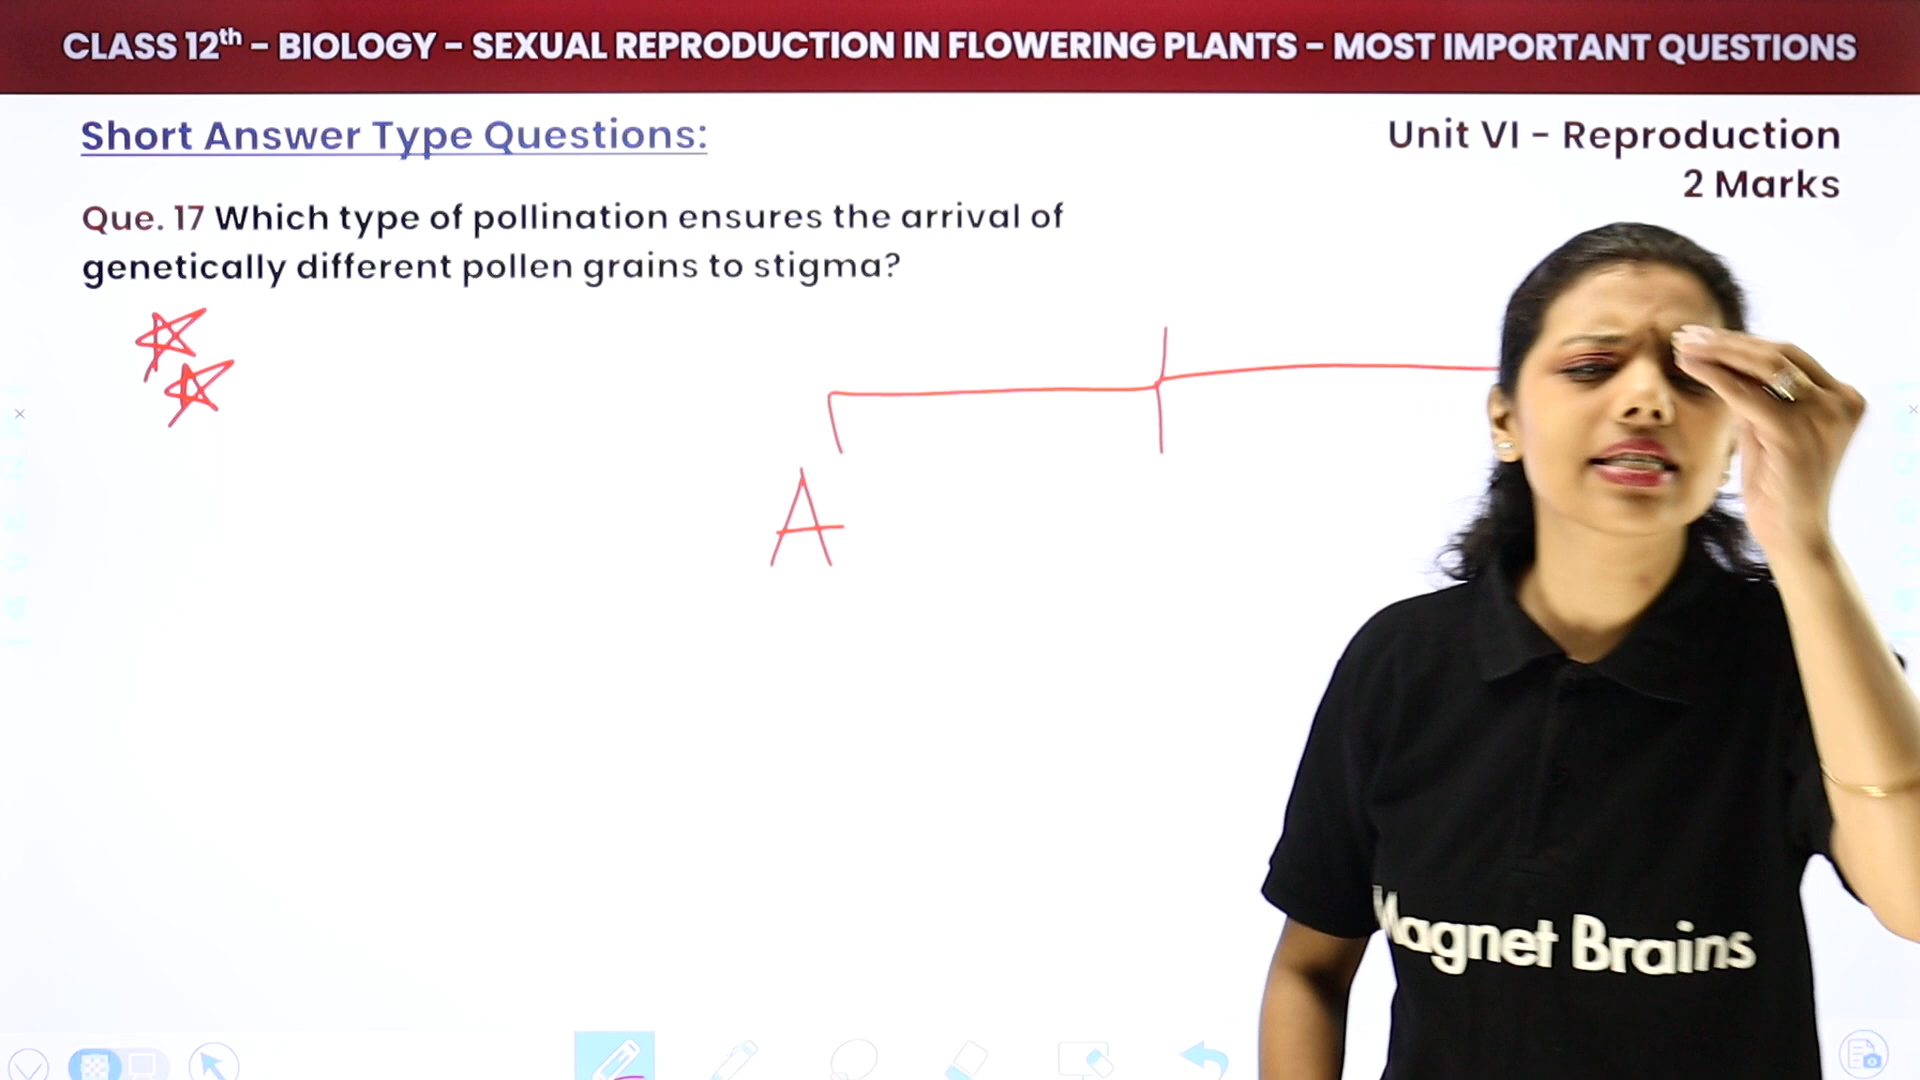 CLASS 12th – BIOLOGY – SEXUAL REPRODUCTION IN FLOWERING PLANTS – MOST IMPORTANT QUESTIONS
Short Answer Type Questions:
Unit VI – Reproduction
2 Marks
Que. 17 Which type of pollination ensures the arrival of
genetically different pollen grains to stigma?
A
Magnet Brains